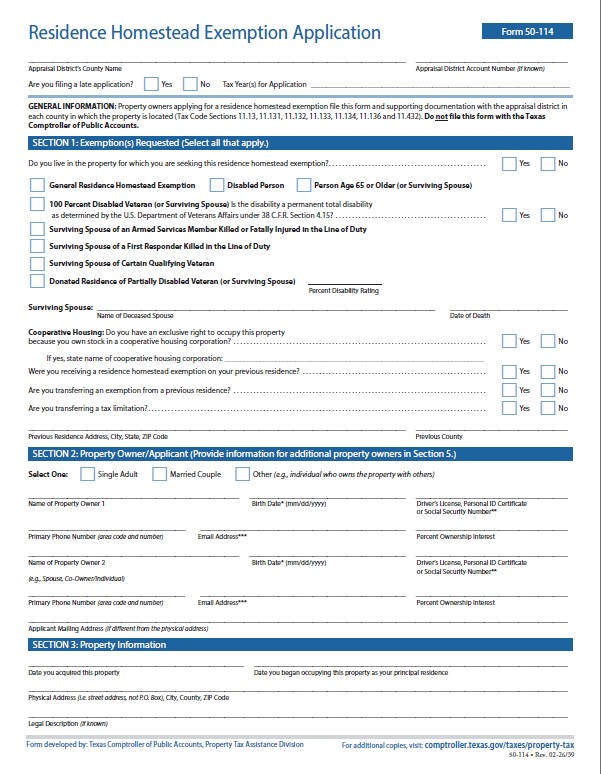 Residence Homestead Exemption Application
Form 50-114
Appraisal District's County Name
Appraisal District Account Number (if known)
Are you filing a late application? Yes No Tax Year(s) for Application
GENERAL INFORMATION: Property owners applying for a residence homestead exemption file this form and supporting documentation with the appraisal district in
each county in which the property is located (Tax Code Sections 11.13, 11.131, 11.132, 11.133, 11.134, 11.136 and 11.432). Do not file this form with the Texas
Comptroller of Public Accounts.
SECTION 1: Exemption(s) Requested (Select all that apply.)
Do you live in the property for which you are seeking this residence homestead exemption? Yes No
General Residence Homestead Exemption Disabled Person Person Age 65 or Older (or Surviving Spouse)
100 Percent Disabled Veteran (or Surviving Spouse) Is the disability a permanent total disability
as determined by the U.S. Department of Veterans Affairs under 38 C.F.R. Section 4.15? Yes No
Surviving Spouse of an Armed Services Member Killed or Fatally Injured in the Line of Duty
Surviving Spouse of a First Responder Killed in the Line of Duty
Surviving Spouse of Certain Qualifying Veteran
Donated Residence of Partially Disabled Veteran (or Surviving Spouse)
Percent Disability Rating
Surviving Spouse:
Name of Deceased Spouse Date of Death
Cooperative Housing: Do you have an exclusive right to occupy this property
because you own stock in a cooperative housing corporation? Yes No
If yes, state name of cooperative housing corporation:
Were you receiving a residence homestead exemption on your previous residence? Yes No
Are you transferring an exemption from a previous residence? Yes No
Are you transferring a tax limitation? Yes No
Previous Residence Address, City, State, ZIP Code Previous County
SECTION 2: Property Owner/Applicant (Provide information for additional property owners in Section 5.)
Select One: Single Adult Married Couple Other (e.g., individual who owns the property with others)
Name of Property Owner 1 Birth Date* (mm/dd/yyyy) Driver's License, Personal ID Certificate
or Social Security Number**
Primary Phone Number (area code and number) Email Address*** Percent Ownership Interest
Name of Property Owner 2 Birth Date* (mm/dd/yyyy) Driver's License, Personal ID Certificate
or Social Security Number**
(e.g., Spouse, Co-Owner/Individual)
Primary Phone Number (area code and number) Email Address*** Percent Ownership Interest
Applicant Mailing Address (if different from the physical address)
SECTION 3: Property Information
Date you acquired this property Date you began occupying this property as your principal residence
Physical Address (i.e. street address, not P.O. Box), City, County, ZIP Code
Legal Description (if known)
Form developed by: Texas Comptroller of Public Accounts, Property Tax Assistance Division
For additional copies, visit: comptroller.texas.gov/taxes/property-tax
50-114 • Rev. 02-26/39